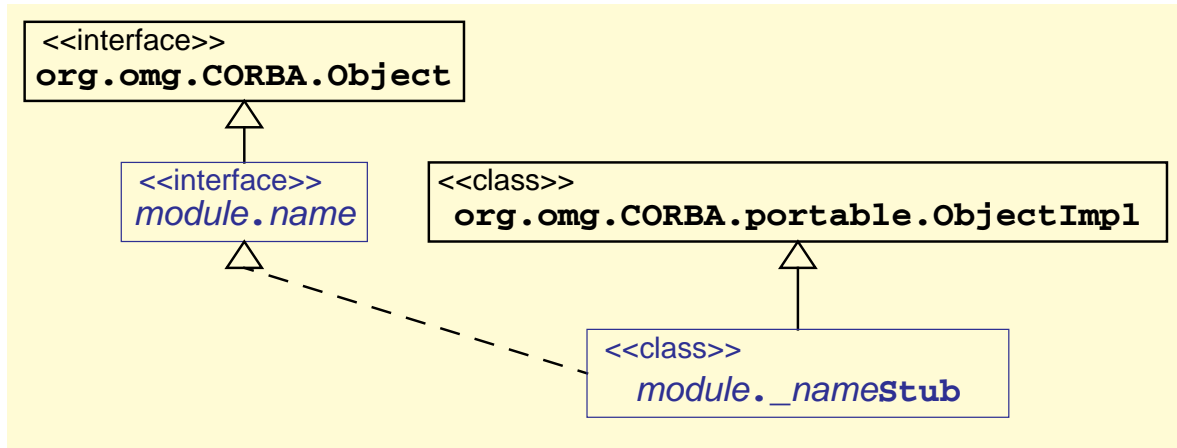 <<interface>>
org.omg.CORBA.Object
<<interface>>
module.name
<<class>>
org.omg.CORBA.portable.ObjectImpl
<<class>>
module._nameStub